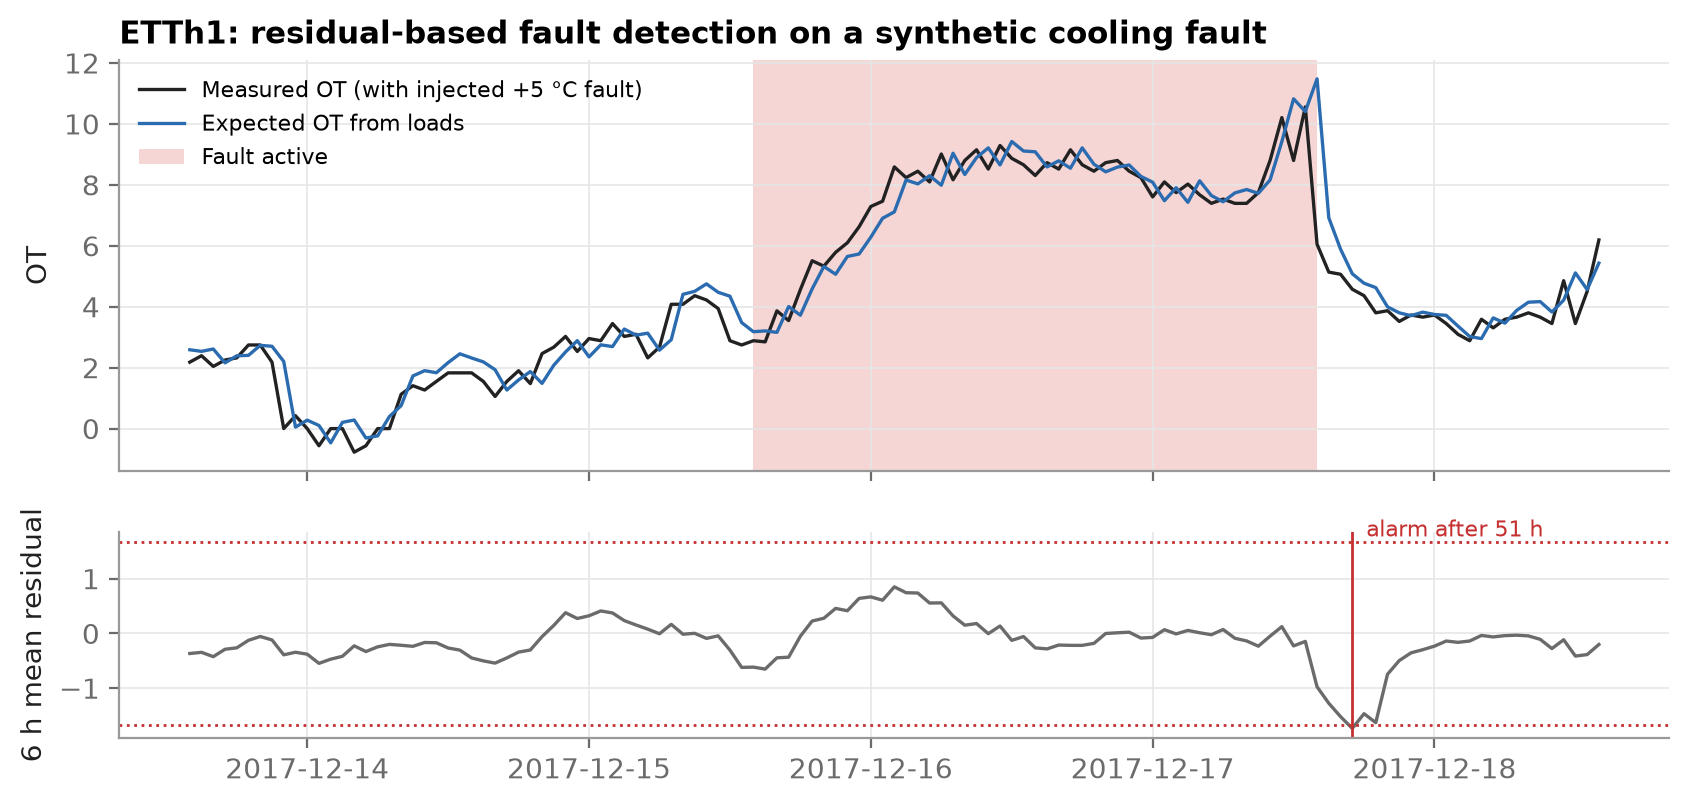 ETTh1: residual-based fault detection on a synthetic cooling fault
12
10
8
6
4
2
0
OT
Measured OT (with injected +5 °C fault)
Expected OT from loads
Fault active
alarm after 51 h
1
0
−1
6 h mean residual
2017-12-14
2017-12-15
2017-12-16
2017-12-17
2017-12-18